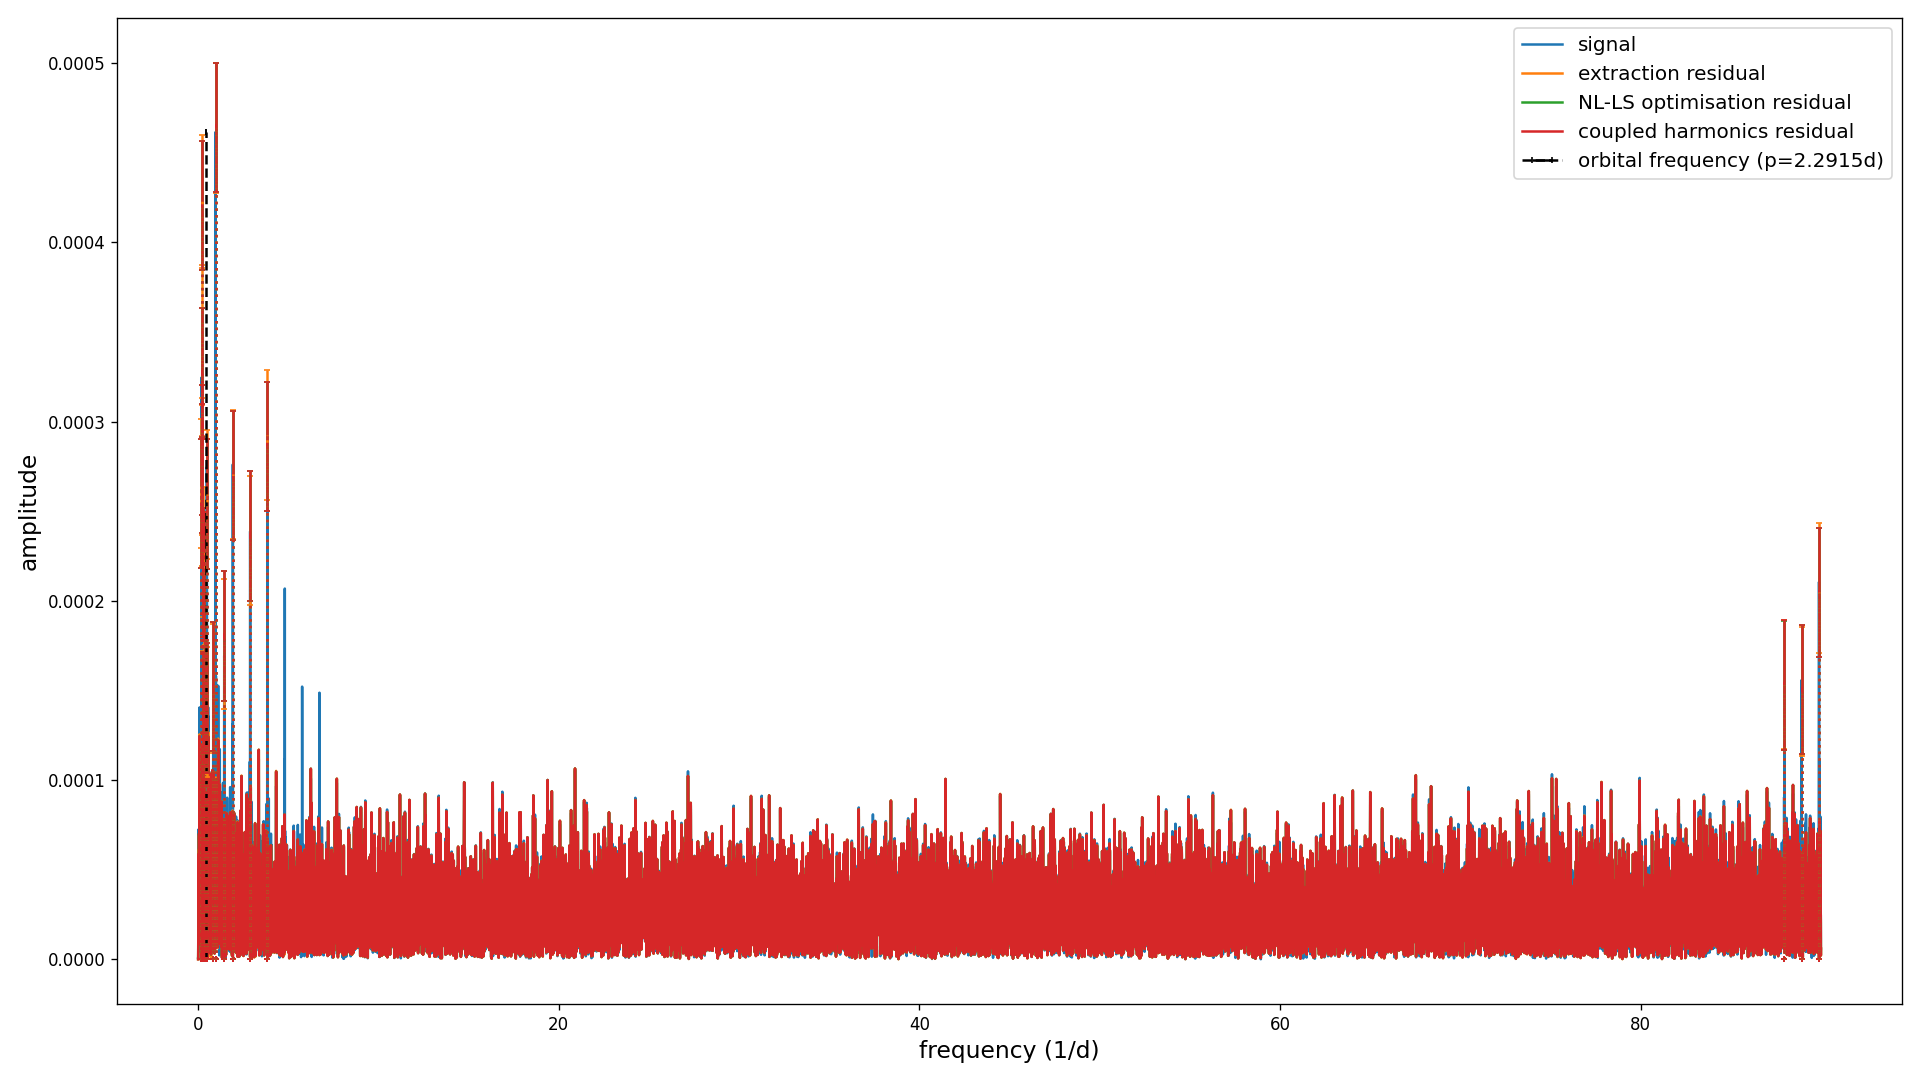 signal
extraction residual
NL-LS optimisation residual
coupled harmonics residual
orbital frequency (p=2.2915d)
0.0005
0.0004
0.0003
0.0002
0.0001
0.0000
amplitude
0 20 40 60 80
frequency (1/d)